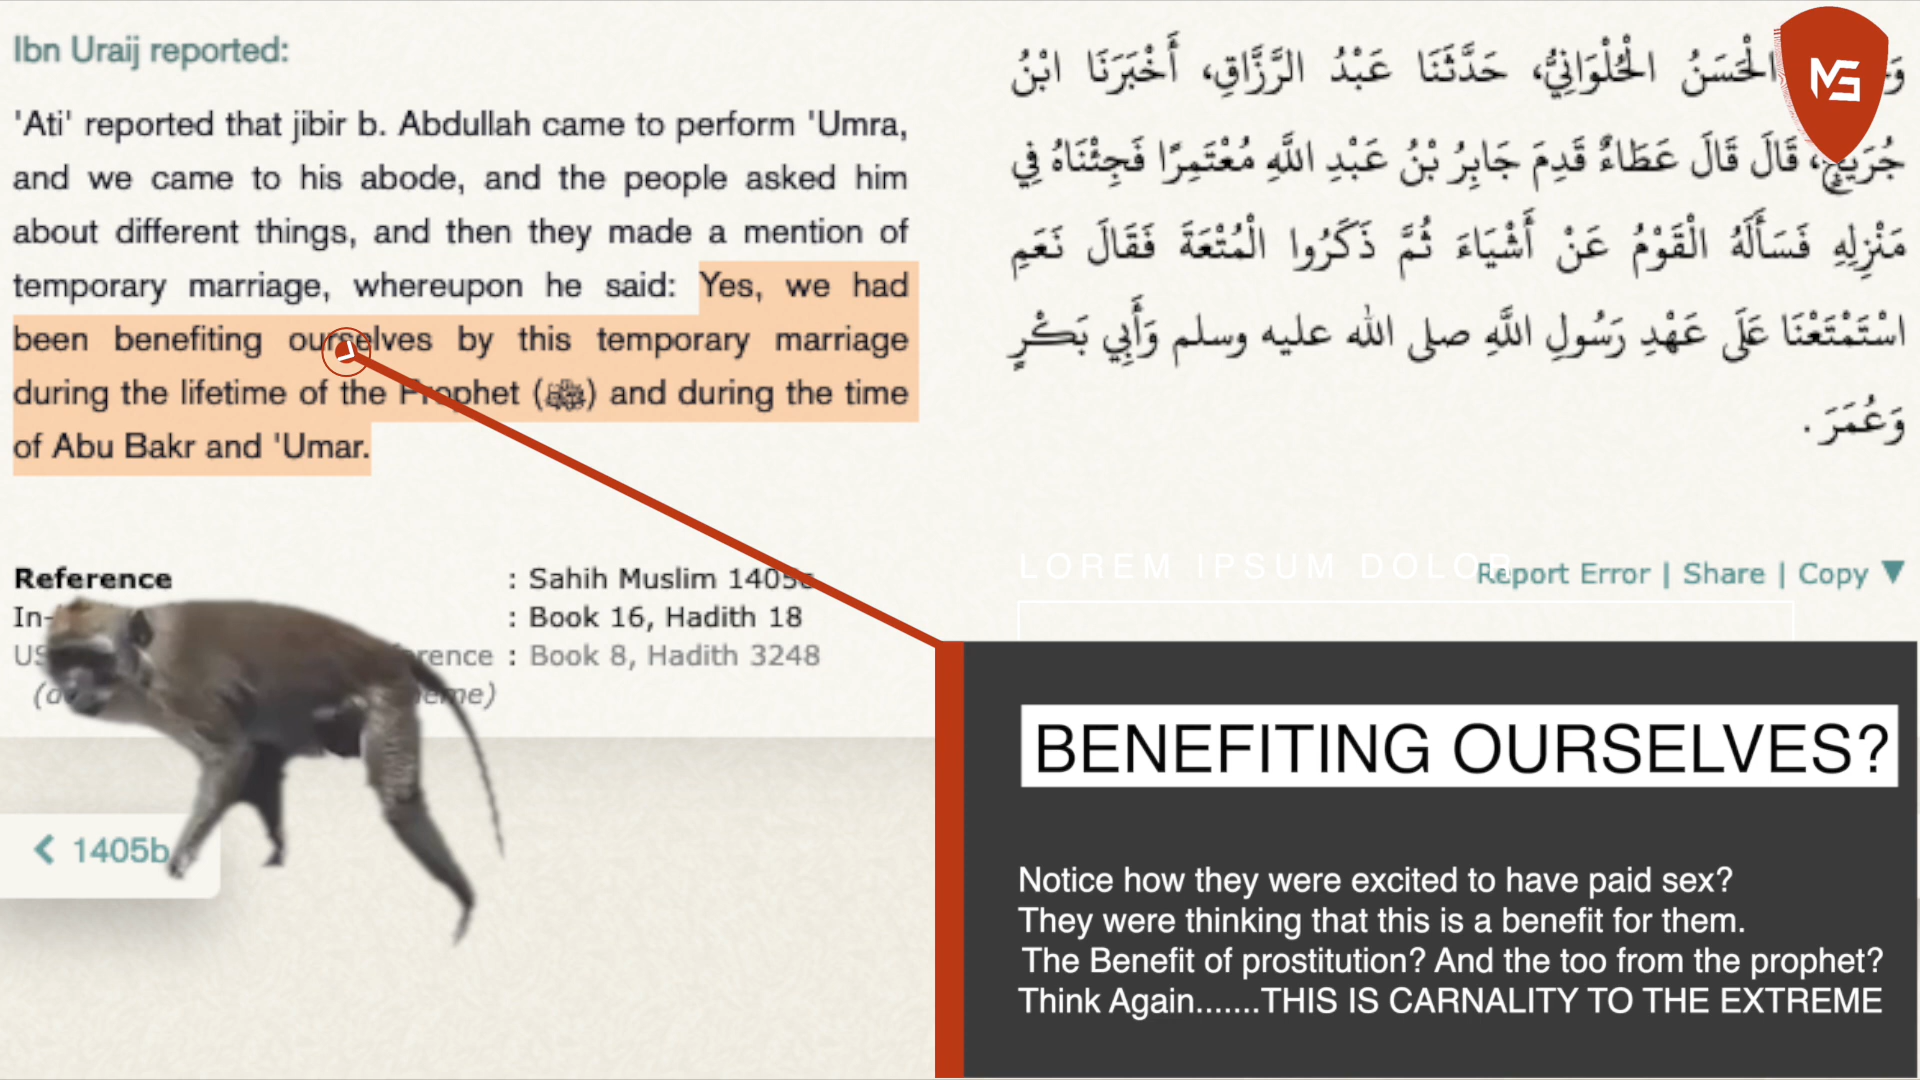 Ibn Uraij reported:
'Ati' reported that jibir b. Abdullah came to perform 'Umra,
and we came to his abode, and the people asked him
about different things, and then they made a mention of
temporary marriage, whereupon he said: Yes, we had
been benefiting ourselves by this temporary marriage
during the lifetime of the Prophet (ﷺ) and during the time
of Abu Bakr and 'Umar.
الْحَسَنُ الْحُلْوَانِيُّ، حَدَّثَنَا عَبْدُ الرَّزَّاقِ، أَخْبَرَنَا ابْنُ
جُرَيْجٍ، قَالَ قَالَ عَطَاءٌ قَدِمَ جَابِرُ بْنُ عَبْدِ اللَّهِ مُعْتَمِرًا فَجِئْنَاهُ فِي
مَنْزِلِهِ فَسَأَلَهُ الْقَوْمُ عَنْ أَشْيَاءَ ثُمَّ ذَكَرُوا الْمُتْعَةَ فَقَالَ نَعَمِ
اسْتَمْتَعْنَا عَلَى عَهْدِ رَسُولِ اللَّهِ صلى الله عليه وسلم وَأَبِي بَكْرٍ
وَعُمَرَ .
MS
LOREM IPSUM DOLOR
Report Error | Share | Copy ▼
Reference : Sahih Muslim 1405c
In- : Book 16, Hadith 18
: Book 8, Hadith 3248
1405b
BENEFITING OURSELVES?
Notice how they were excited to have paid sex?
They were thinking that this is a benefit for them.
The Benefit of prostitution? And the too from the prophet?
Think Again.......THIS IS CARNALITY TO THE EXTREME